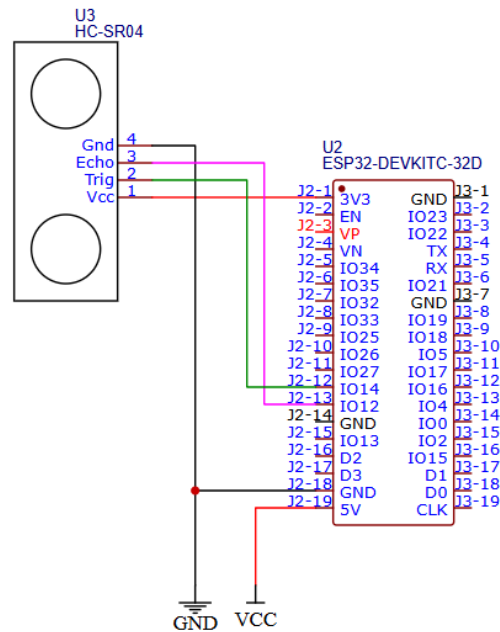 U3
HC-SR04
Gnd 4
Echo 3
Trig 2
Vcc 1
U2
ESP32-DEVKITC-32D
J2-1 3V3 GND J3-1
J2-2 EN IO23 J3-2
J2-3 VP IO22 J3-3
J2-4 VN TX J3-4
J2-5 IO34 RX J3-5
J2-6 IO35 IO21 J3-6
J2-7 IO32 GND J3-7
J2-8 IO33 IO19 J3-8
J2-9 IO25 IO18 J3-9
J2-10 IO26 IO5 J3-10
J2-11 IO27 IO17 J3-11
J2-12 IO14 IO16 J3-12
J2-13 IO12 IO4 J3-13
J2-14 GND IO0 J3-14
J2-15 IO13 IO2 J3-15
J2-16 D2 IO15 J3-16
J2-17 D3 D1 J3-17
J2-18 GND D0 J3-18
J2-19 5V CLK J3-19
GND VCC